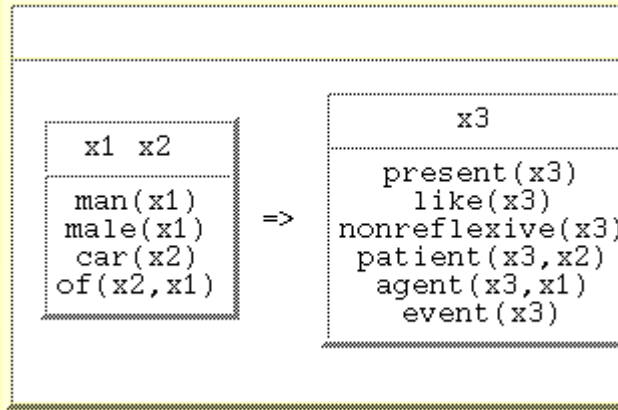 x1 x2
man(x1)
male(x1)
car(x2)
of(x2,x1)
=>
x3
present(x3)
like(x3)
nonreflexive(x3)
patient(x3,x2)
agent(x3,x1)
event(x3)